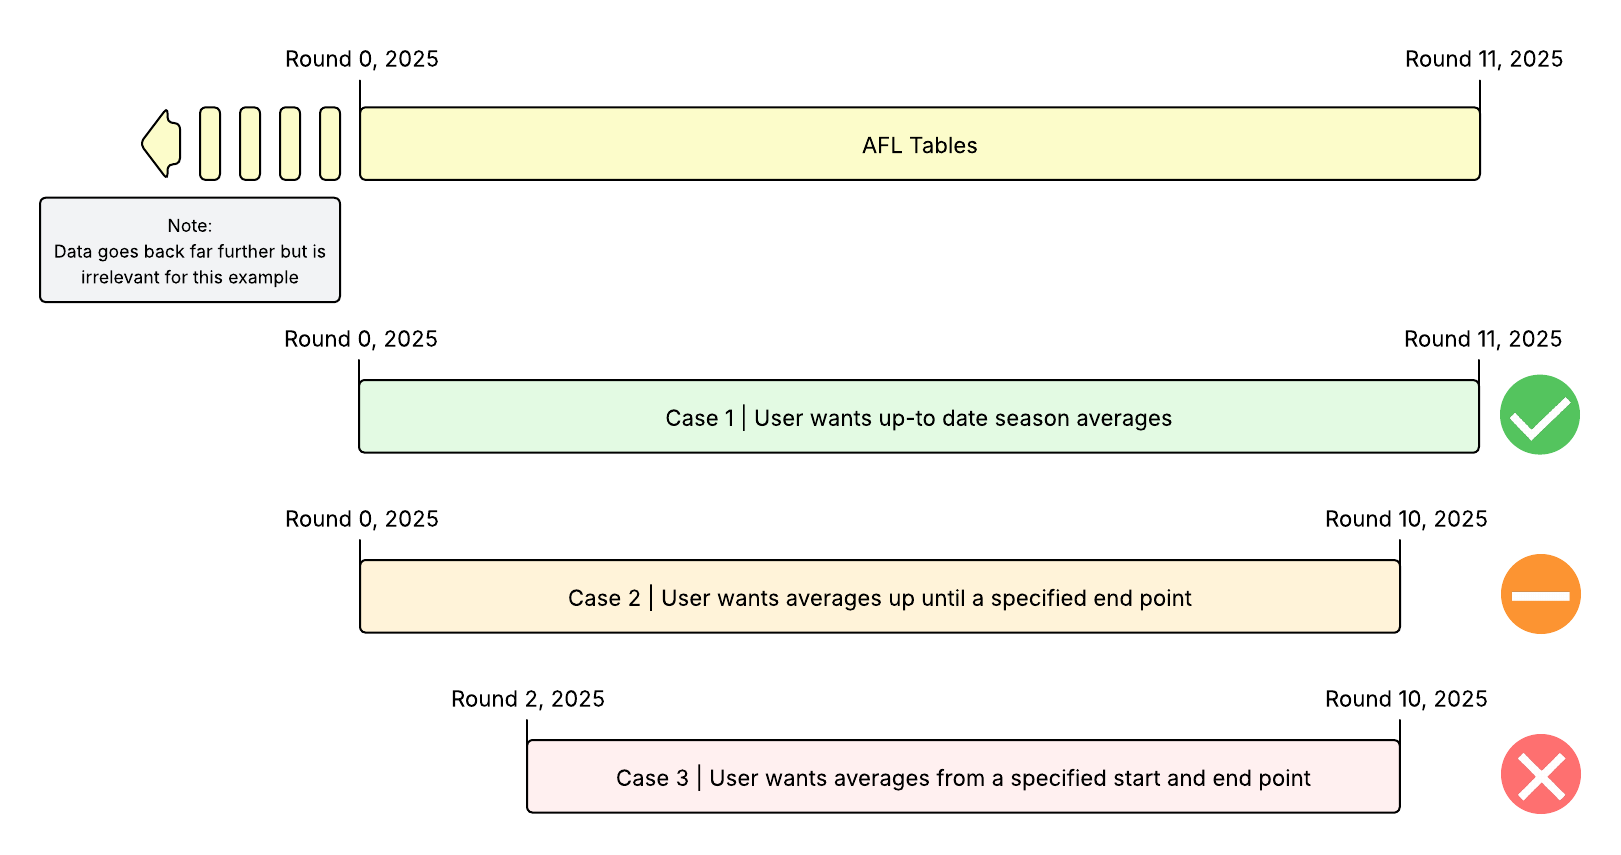 Round 0, 2025
Round 11, 2025
AFL Tables
Note:
Data goes back far further but is
irrelevant for this example
Round 0, 2025
Round 11, 2025
Case 1 | User wants up-to date season averages
Round 0, 2025
Round 10, 2025
Case 2 | User wants averages up until a specified end point
Round 2, 2025
Round 10, 2025
Case 3 | User wants averages from a specified start and end point